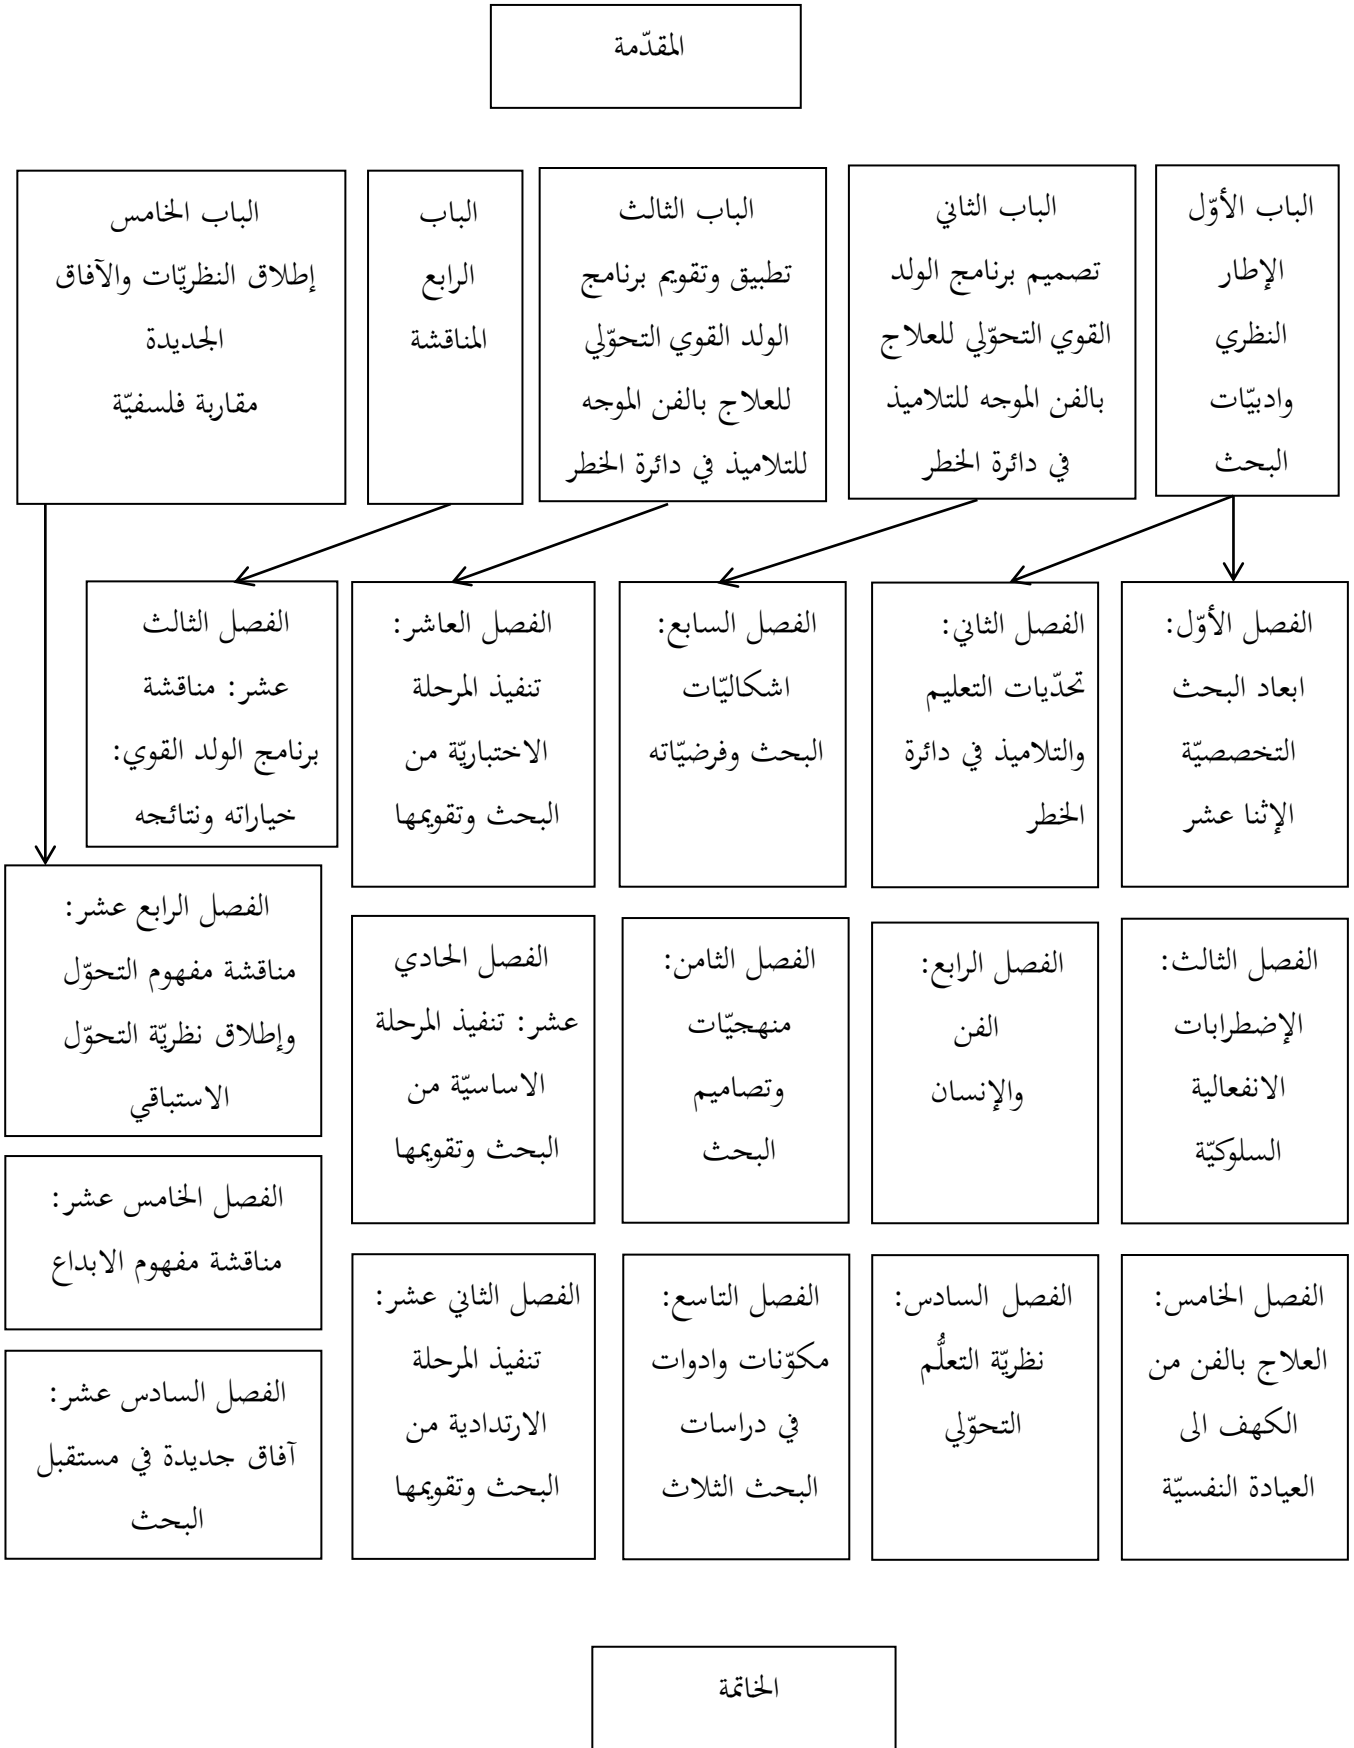 المقدّمة
الباب الأوّل
الإطار
النظري
وادبيّات
البحث
الباب الثاني
تصميم برنامج الولد
القوي التحوّلي للعلاج
بالفن الموجه للتلاميذ
في دائرة الخطر
الباب الثالث
تطبيق وتقويم برنامج
الولد القوي التحوّلي
للعلاج بالفن الموجه
للتلاميذ في دائرة الخطر
الباب
الرابع
المناقشة
الباب الخامس
إطلاق النظريّات والآفاق
الجديدة
مقاربة فلسفيّة
الفصل الأوّل:
ابعاد البحث
التخصصيّة
الإثنا عشر
الفصل الثاني:
تحدّيات التعليم
والتلاميذ في دائرة
الخطر
الفصل السابع:
اشكاليّات
البحث وفرضيّاته
الفصل العاشر:
تنفيذ المرحلة
الاختباريّة من
البحث وتقويمها
الفصل الثالث
عشر: مناقشة
برنامج الولد القوي:
خياراته ونتائجه
الفصل الثالث:
الإضطرابات
الانفعالية
السلوكيّة
الفصل الرابع:
الفن
والإنسان
الفصل الثامن:
منهجيّات
وتصاميم
البحث
الفصل الحادي
عشر: تنفيذ المرحلة
الاساسيّة من
البحث وتقويمها
الفصل الرابع عشر:
مناقشة مفهوم التحوّل
وإطلاق نظريّة التحوّل
الاستباقي
الفصل الخامس عشر:
مناقشة مفهوم الابداع
الفصل الخامس:
العلاج بالفن من
الكهف الى
العيادة النفسيّة
الفصل السادس:
نظريّة التعلُّم
التحوّلي
الفصل التاسع:
مكوّنات وادوات
في دراسات
البحث الثلاث
الفصل الثاني عشر:
تنفيذ المرحلة
الارتدادية من
البحث وتقويمها
الفصل السادس عشر:
آفاق جديدة في مستقبل
البحث
الخاتمة